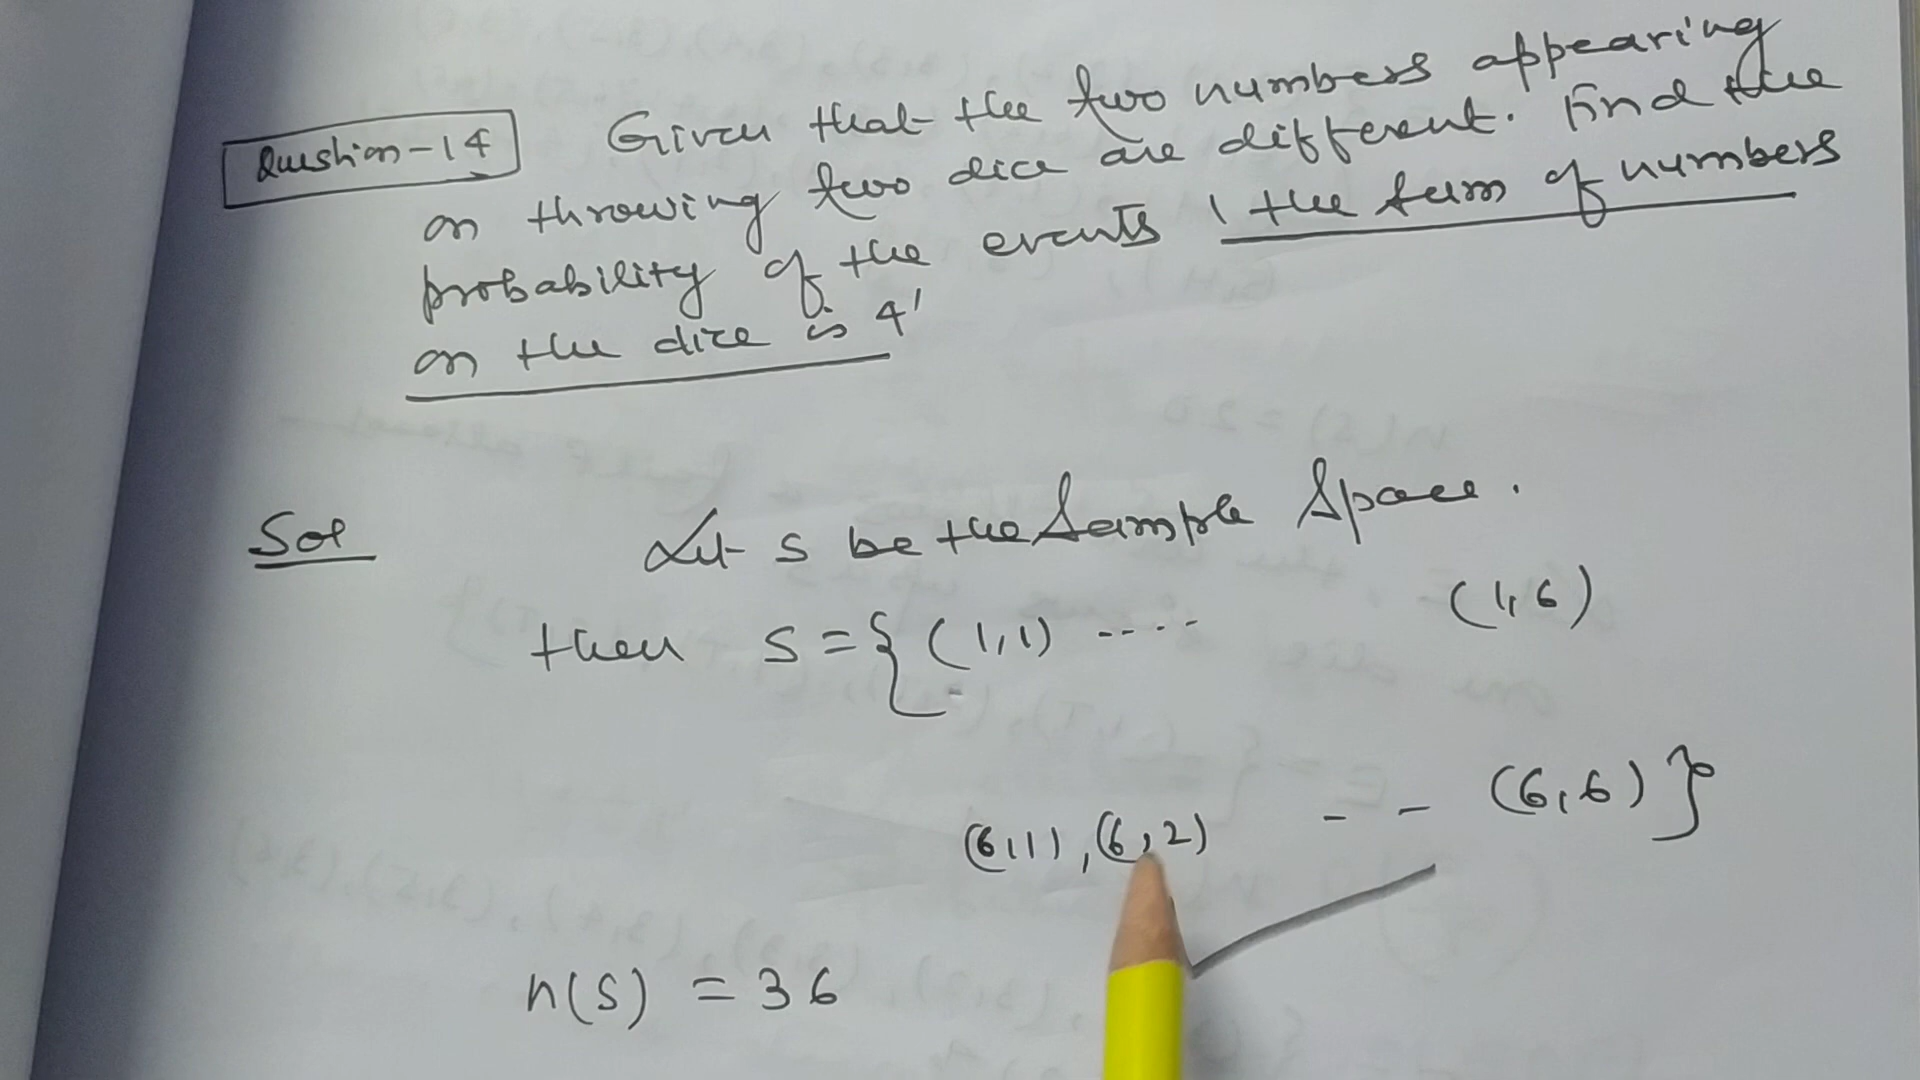 Question-14
Given that the two numbers appearing
on throwing two dice are different. Find the
probability of the events 'the sum of numbers
on the dice is 4'
Sol
Let S be the Sample Space.
then S = { (1,1) ---- (1,6)
(6,1), (6,2) - - (6,6) }
n(S) = 36